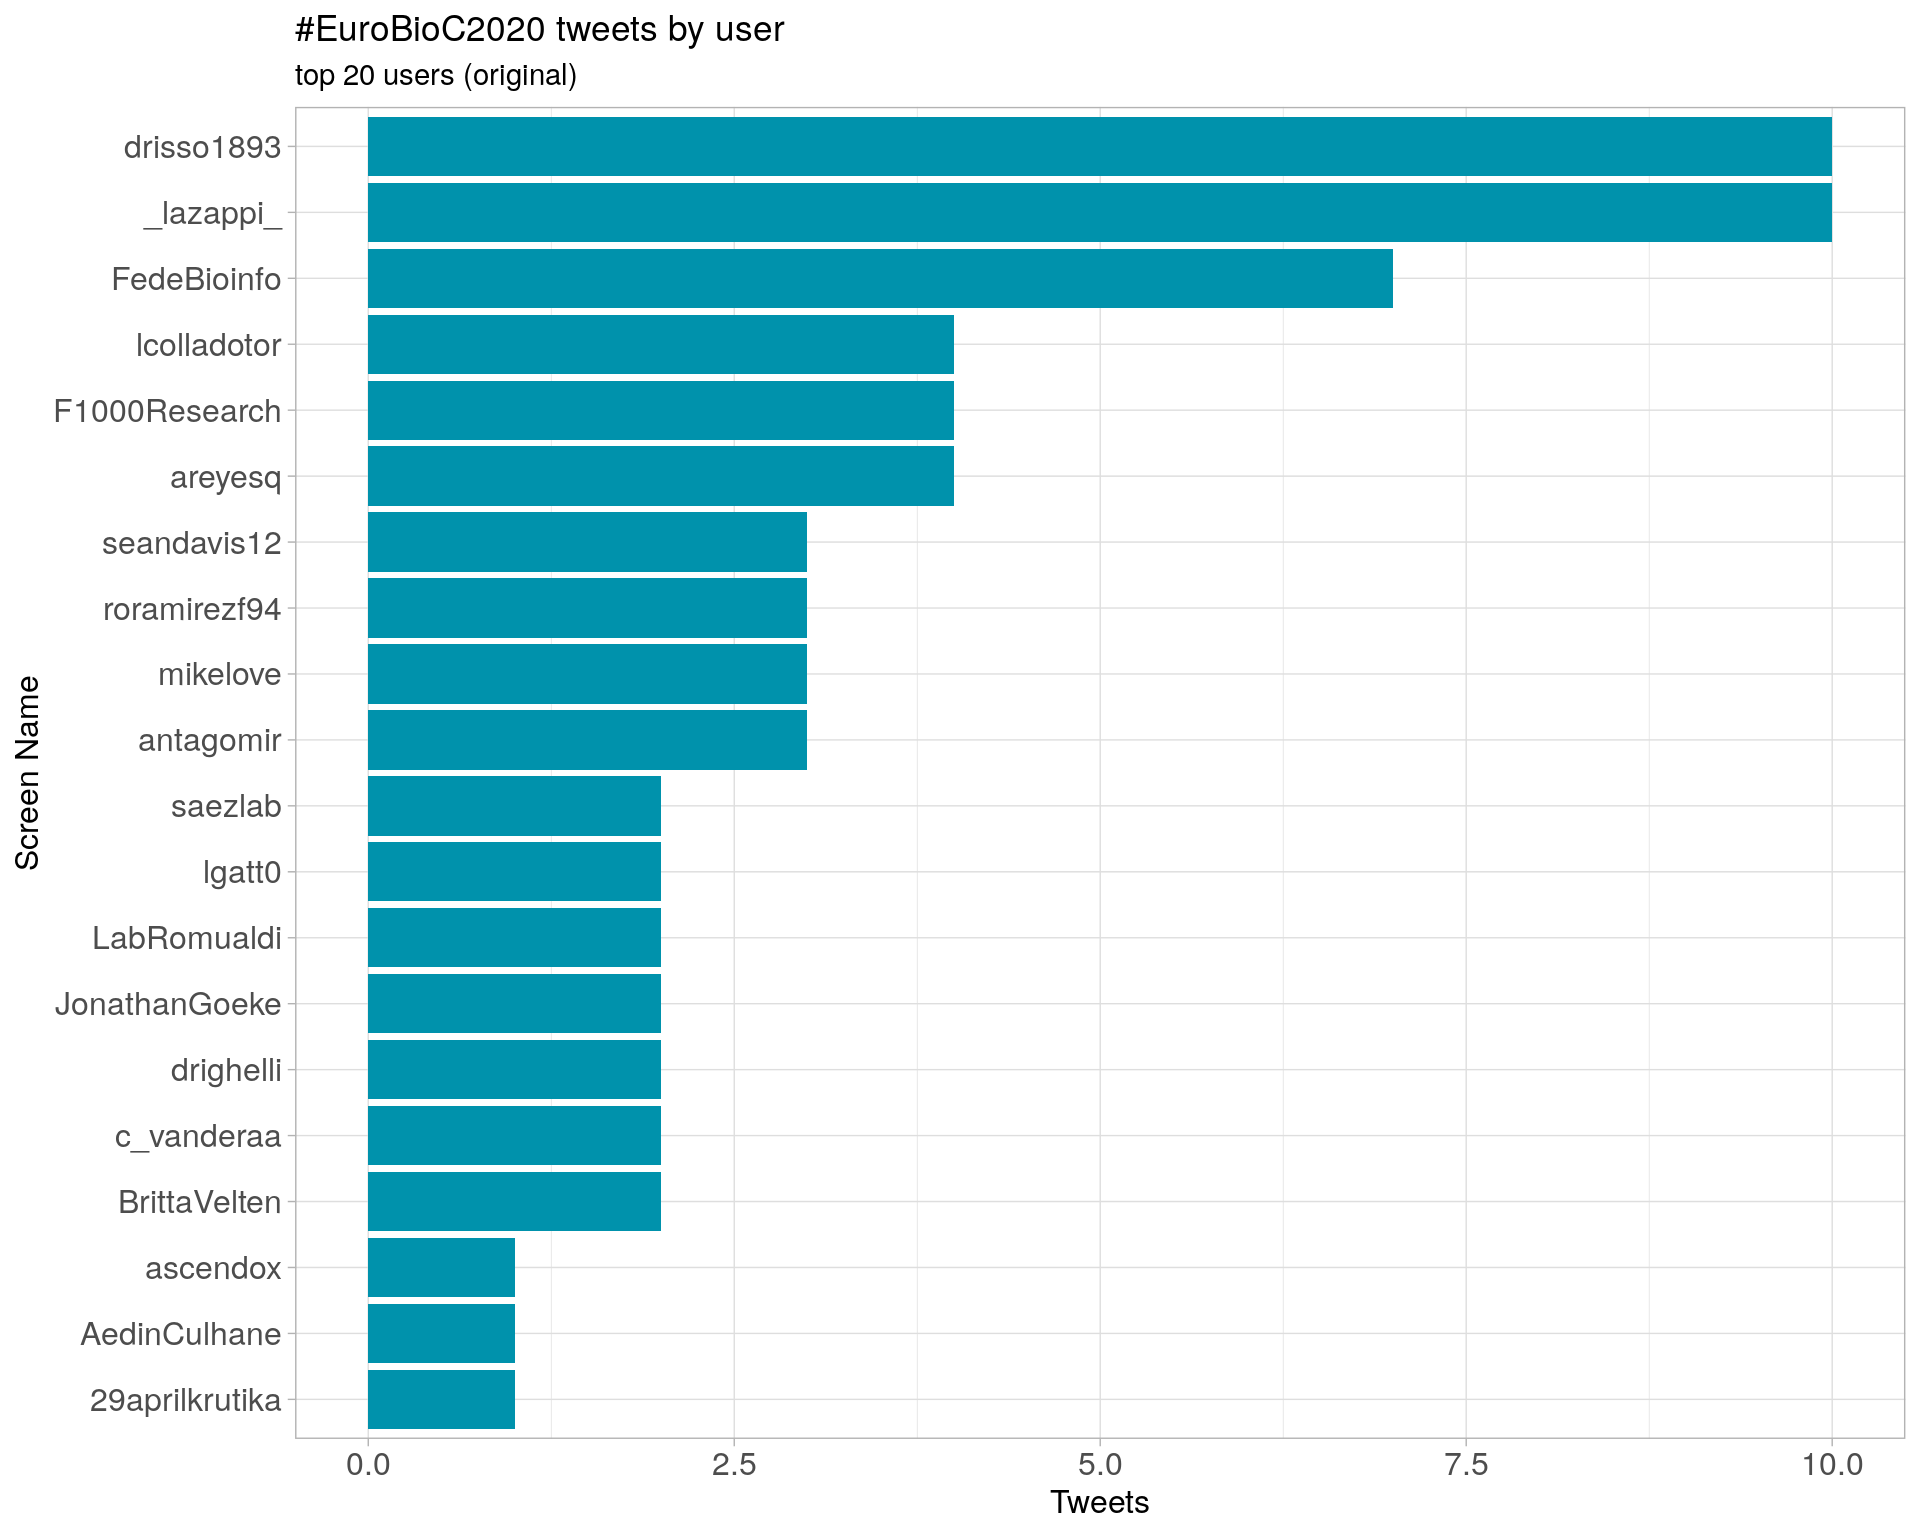 #EuroBioC2020 tweets by user
top 20 users (original)
drisso1893
_lazappi_
FedeBioinfo
lcolladotor
F1000Research
areyesq
seandavis12
roramirezf94
mikelove
antagomir
saezlab
lgatt0
LabRomualdi
JonathanGoeke
drighelli
c_vanderaa
BrittaVelten
ascendox
AedinCulhane
29aprilkrutika
Screen Name
0.0 2.5 5.0 7.5 10.0
Tweets